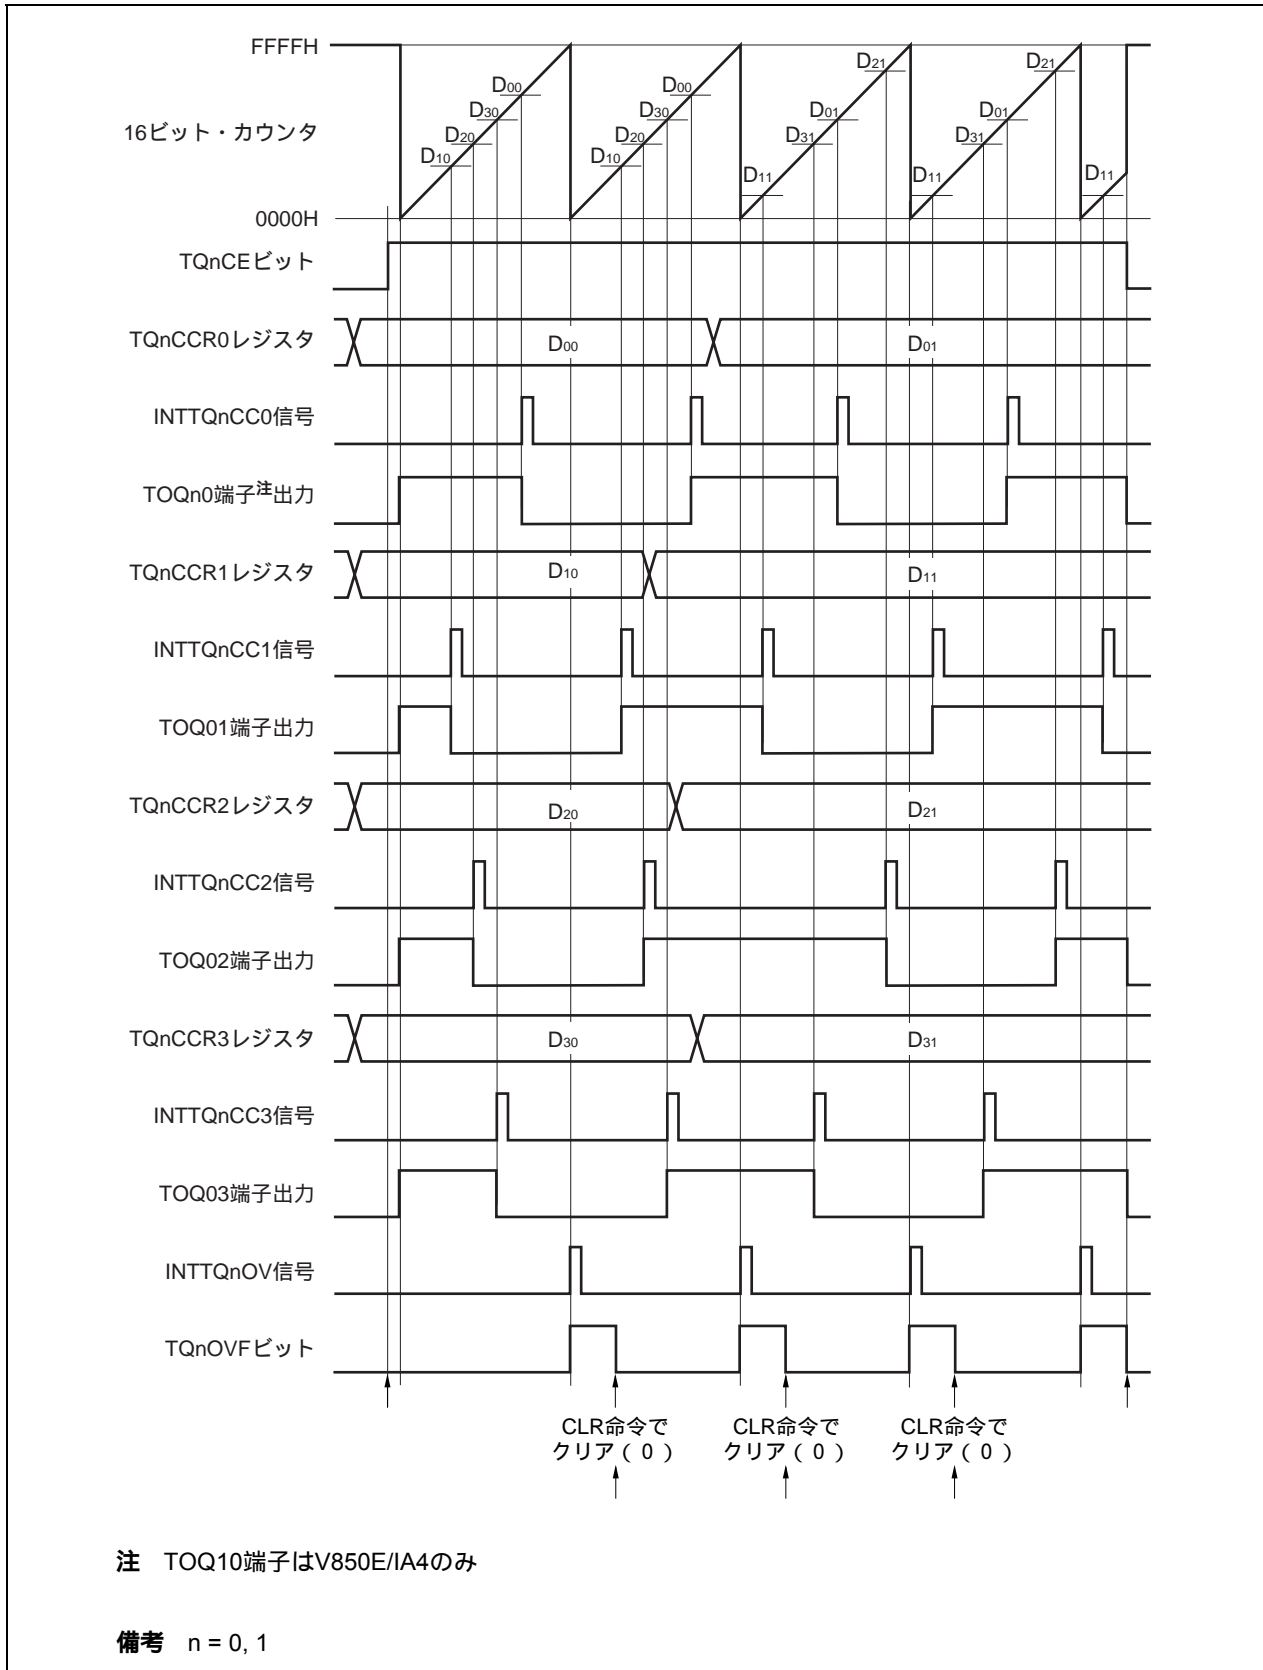 FFFFH
D00 D00 D21 D21
D30 D30 D01 D01
16ビット・カウンタ
D20 D20 D31 D31
D10 D10 D11 D11 D11
0000H
TQnCEビット
TQnCCR0レジスタ D00 D01
INTTQnCC0信号
TOQn0端子注出力
TQnCCR1レジスタ D10 D11
INTTQnCC1信号
TOQ01端子出力
TQnCCR2レジスタ D20 D21
INTTQnCC2信号
TOQ02端子出力
TQnCCR3レジスタ D30 D31
INTTQnCC3信号
TOQ03端子出力
INTTQnOV信号
TQnOVFビット
CLR命令で CLR命令で CLR命令で
クリア(0) クリア(0) クリア(0)
注 TOQ10端子はV850E/IA4のみ
備考 n = 0, 1